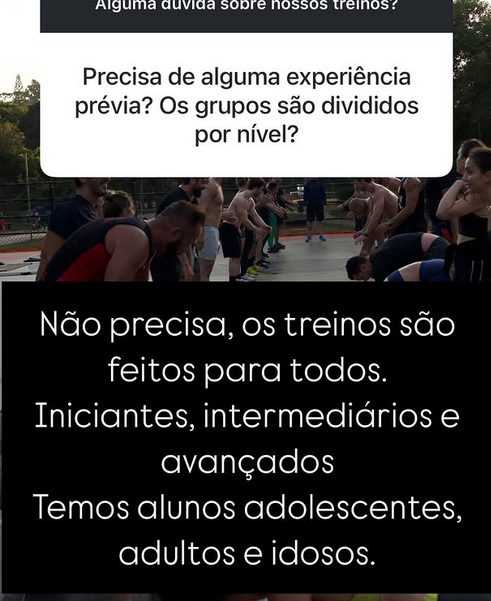 Alguma dúvida sobre nossos treinos?
Precisa de alguma experiência
prévia? Os grupos são divididos
por nível?
Não precisa, os treinos são
feitos para todos.
Iniciantes, intermediários e
avançados
Temos alunos adolescentes,
adultos e idosos.